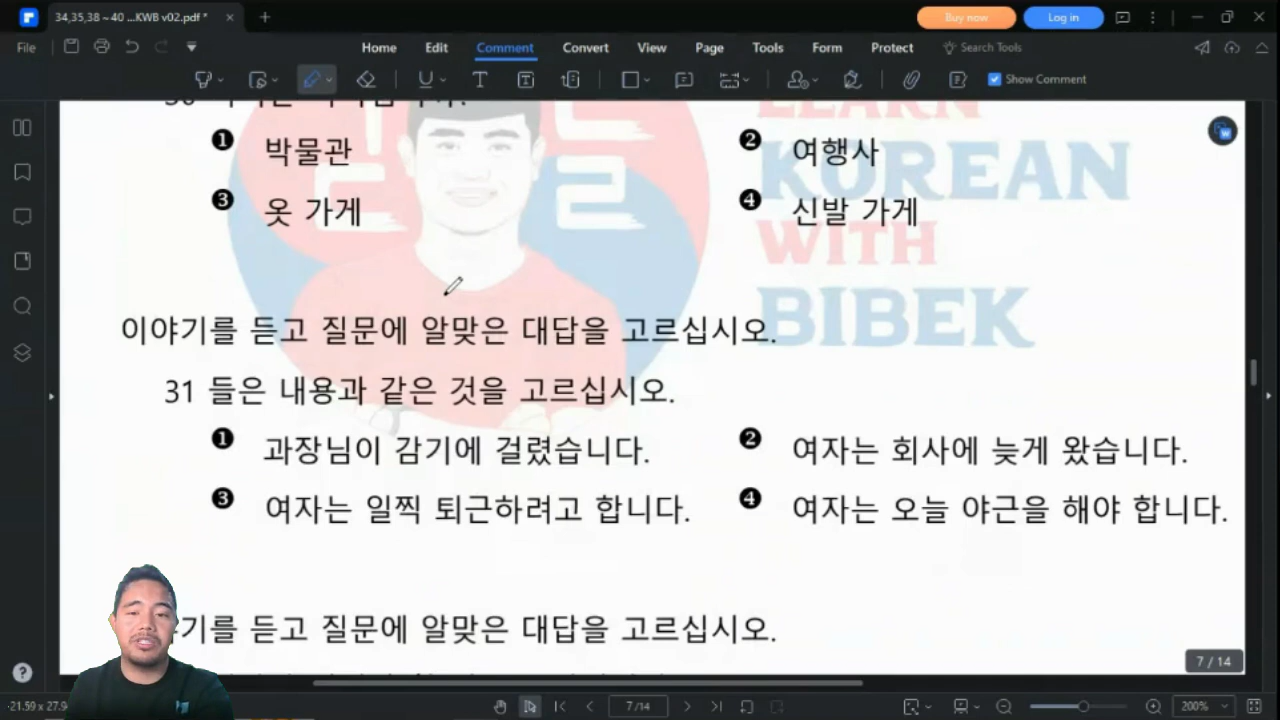 34,35,38 ~ 40 ...KWB v02.pdf *
Buy now
Log in
File
Home
Edit
Comment
Convert
View
Page
Tools
Form
Protect
Search Tools
Show Comment
LEARN
❶ 박물관
❷ 여행사
❸ 옷 가게
❹ 신발 가게
KOREAN
WITH
BIBEK
이야기를 듣고 질문에 알맞은 대답을 고르십시오.
31 들은 내용과 같은 것을 고르십시오.
❶ 과장님이 감기에 걸렸습니다.
❷ 여자는 회사에 늦게 왔습니다.
❸ 여자는 일찍 퇴근하려고 합니다.
❹ 여자는 오늘 야근을 해야 합니다.
기를 듣고 질문에 알맞은 대답을 고르십시오.
7 / 14
7 /14
200%